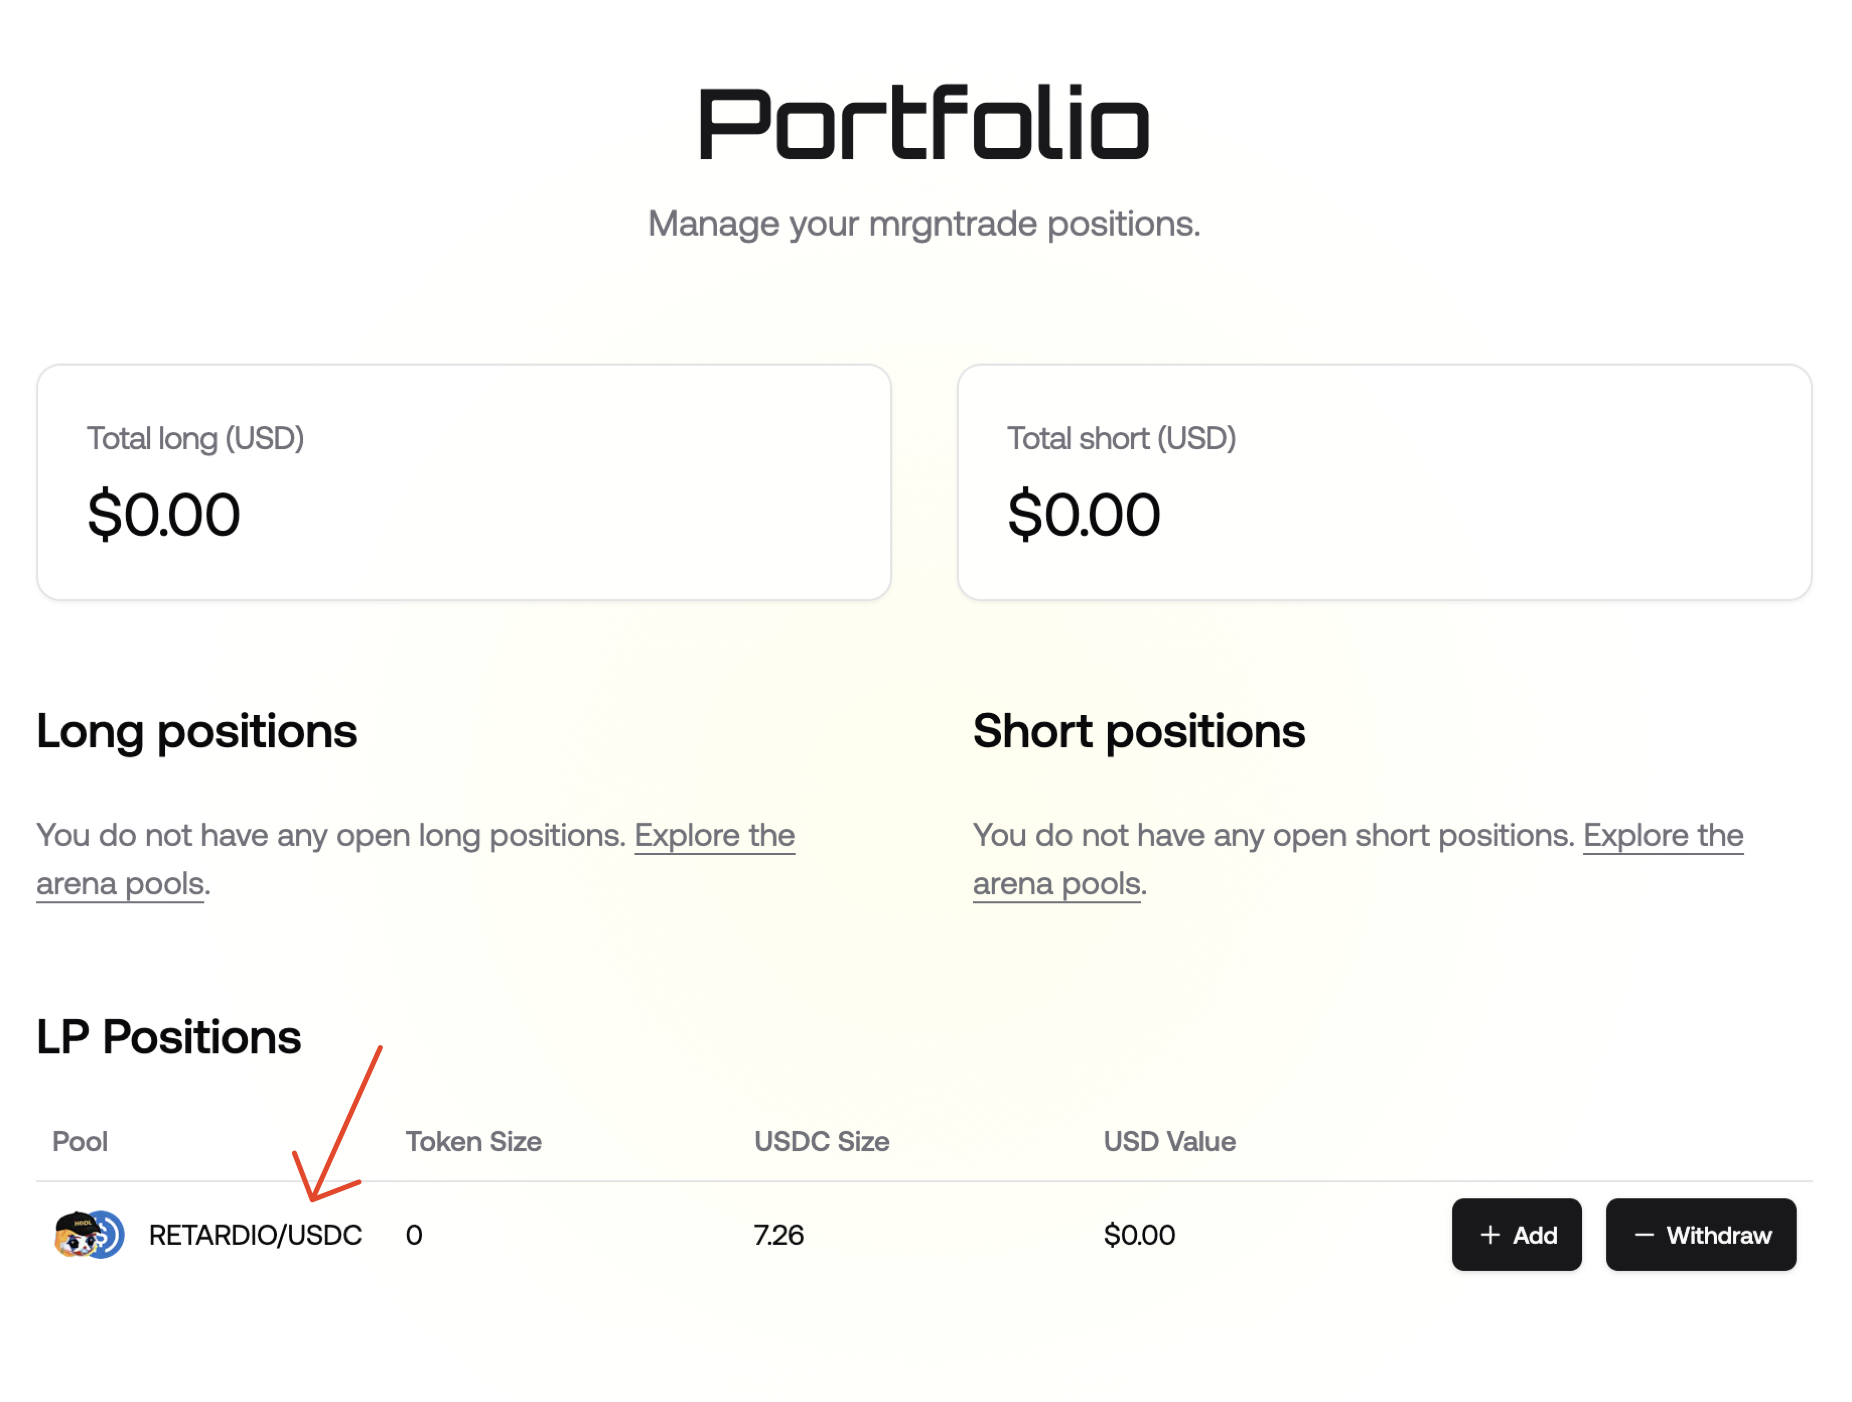 Portfolio
Manage your mrgntrade positions.
Total long (USD)
$0.00
Total short (USD)
$0.00
Long positions
You do not have any open long positions. Explore the
arena pools.
Short positions
You do not have any open short positions. Explore the
arena pools.
LP Positions
Pool Token Size USDC Size USD Value
HODL
$
RETARDIO/USDC 0 7.26 $0.00 + Add − Withdraw